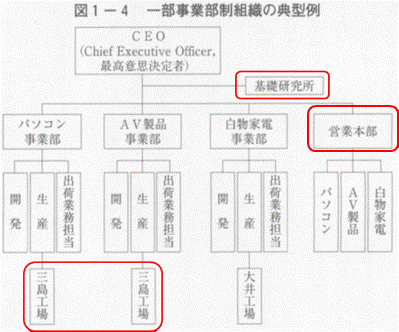 図1-4 一部事業部制組織の典型例
CEO
(Chief Executive Officer,
最高意思決定者)
基礎研究所
パソコン
事業部
AV製品
事業部
白物家電
事業部
営業本部
開発
生産
出荷業務担当
開発
生産
出荷業務担当
開発
生産
出荷業務担当
パソコン
AV製品
白物家電
三島工場
三島工場
大井工場